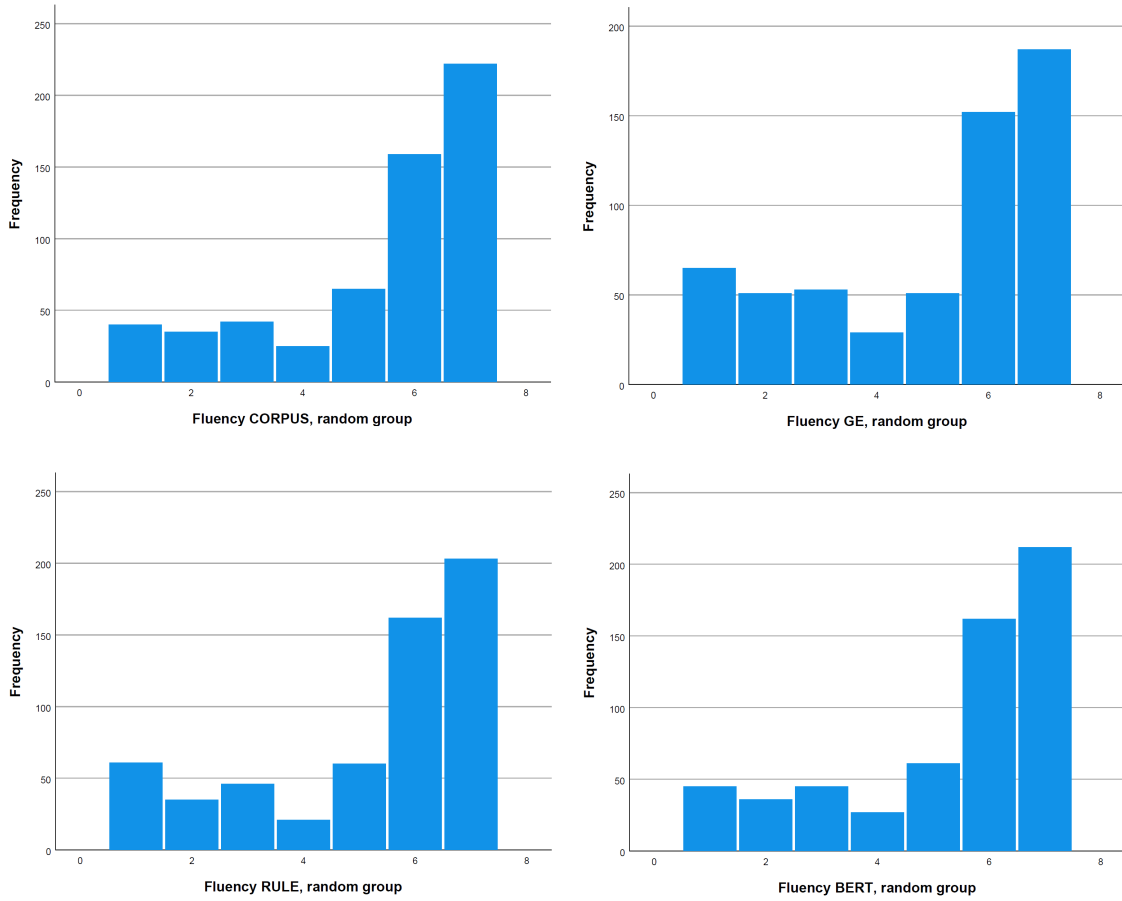 250
200
150
100
50
0
Frequency
0 2 4 6 8
Fluency CORPUS, random group
200
150
100
50
0
Frequency
0 2 4 6 8
Fluency GE, random group
250
200
150
100
50
0
Frequency
0 2 4 6 8
Fluency RULE, random group
250
200
150
100
50
0
Frequency
0 2 4 6 8
Fluency BERT, random group